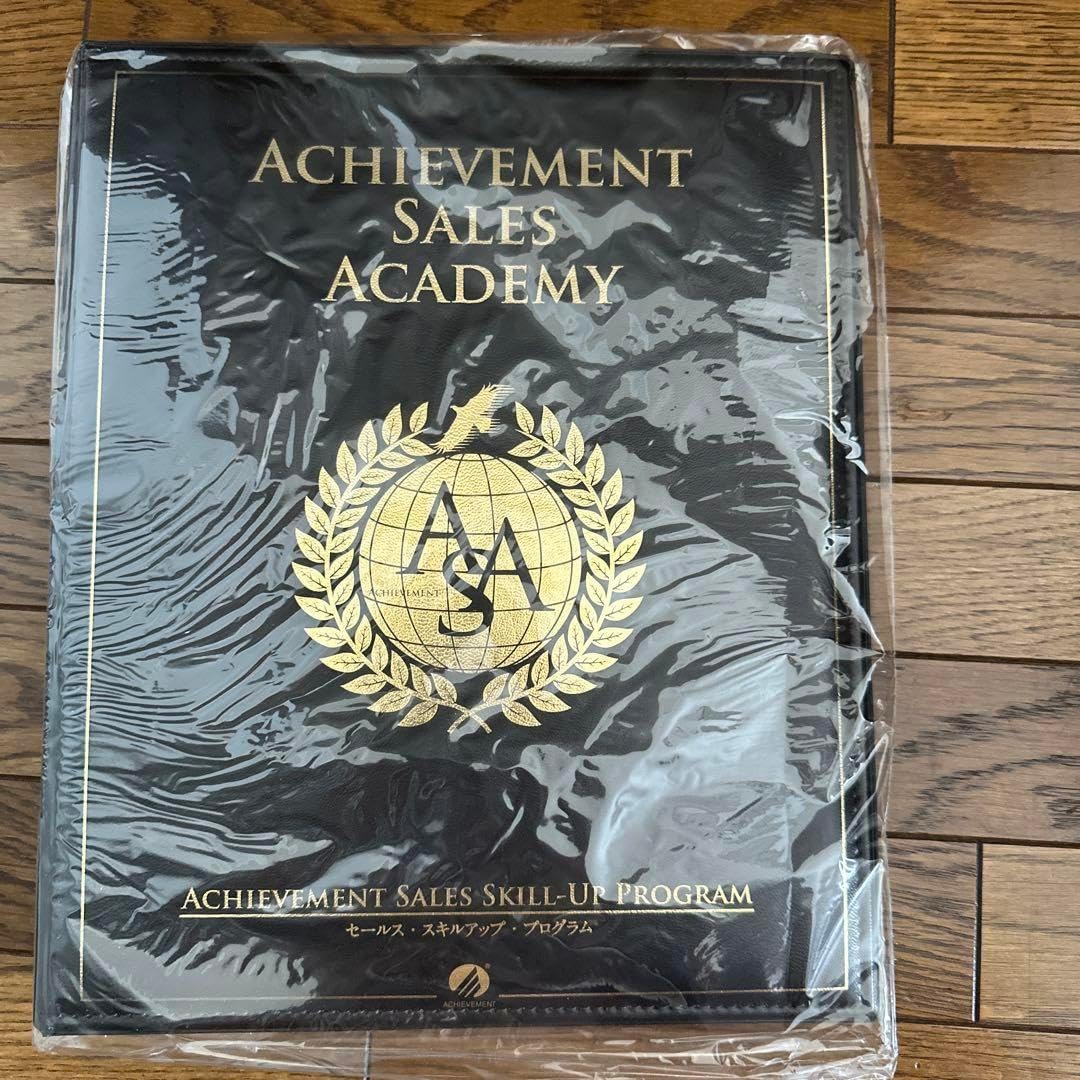 ACHIEVEMENT
SALES
ACADEMY
ASA
ACHIEVEMENT
ACHIEVEMENT SALES SKILL-UP PROGRAM
セールス・スキルアップ・プログラム
®
ACHIEVEMENT